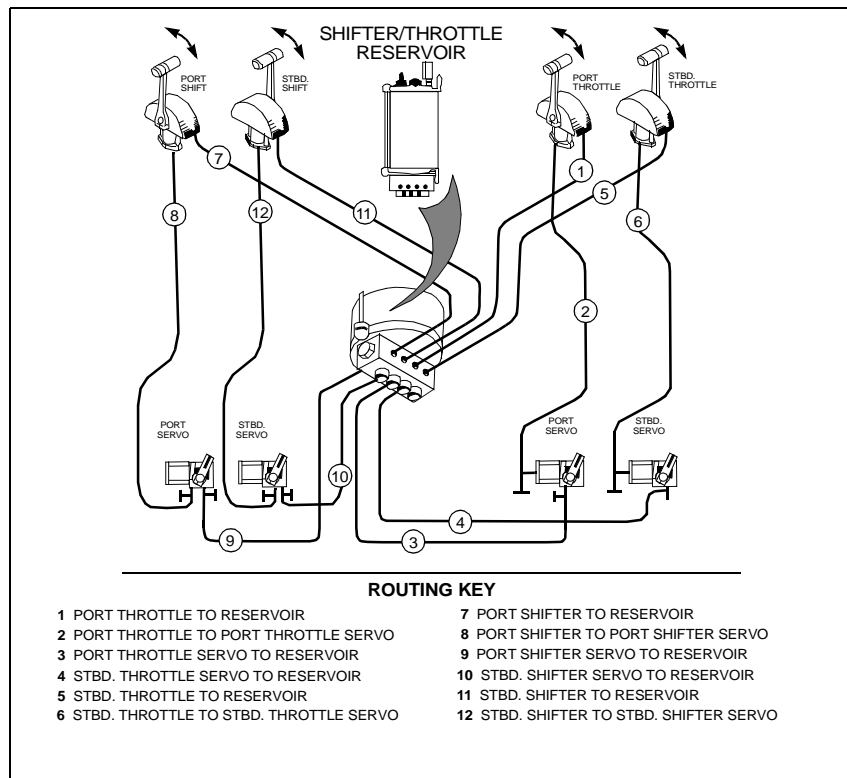 SHIFTER/THROTTLE
RESERVOIR
PORT
SHIFT
STBD.
SHIFT
PORT
THROTTLE
STBD.
THROTTLE
7
1
5
8
12
11
6
2
PORT
SERVO
STBD.
SERVO
PORT
SERVO
STBD.
SERVO
10
4
9
3
ROUTING KEY
1 PORT THROTTLE TO RESERVOIR
2 PORT THROTTLE TO PORT THROTTLE SERVO
3 PORT THROTTLE SERVO TO RESERVOIR
4 STBD. THROTTLE SERVO TO RESERVOIR
5 STBD. THROTTLE TO RESERVOIR
6 STBD. THROTTLE TO STBD. THROTTLE SERVO
7 PORT SHIFTER TO RESERVOIR
8 PORT SHIFTER TO PORT SHIFTER SERVO
9 PORT SHIFTER SERVO TO RESERVOIR
10 STBD. SHIFTER SERVO TO RESERVOIR
11 STBD. SHIFTER TO RESERVOIR
12 STBD. SHIFTER TO STBD. SHIFTER SERVO